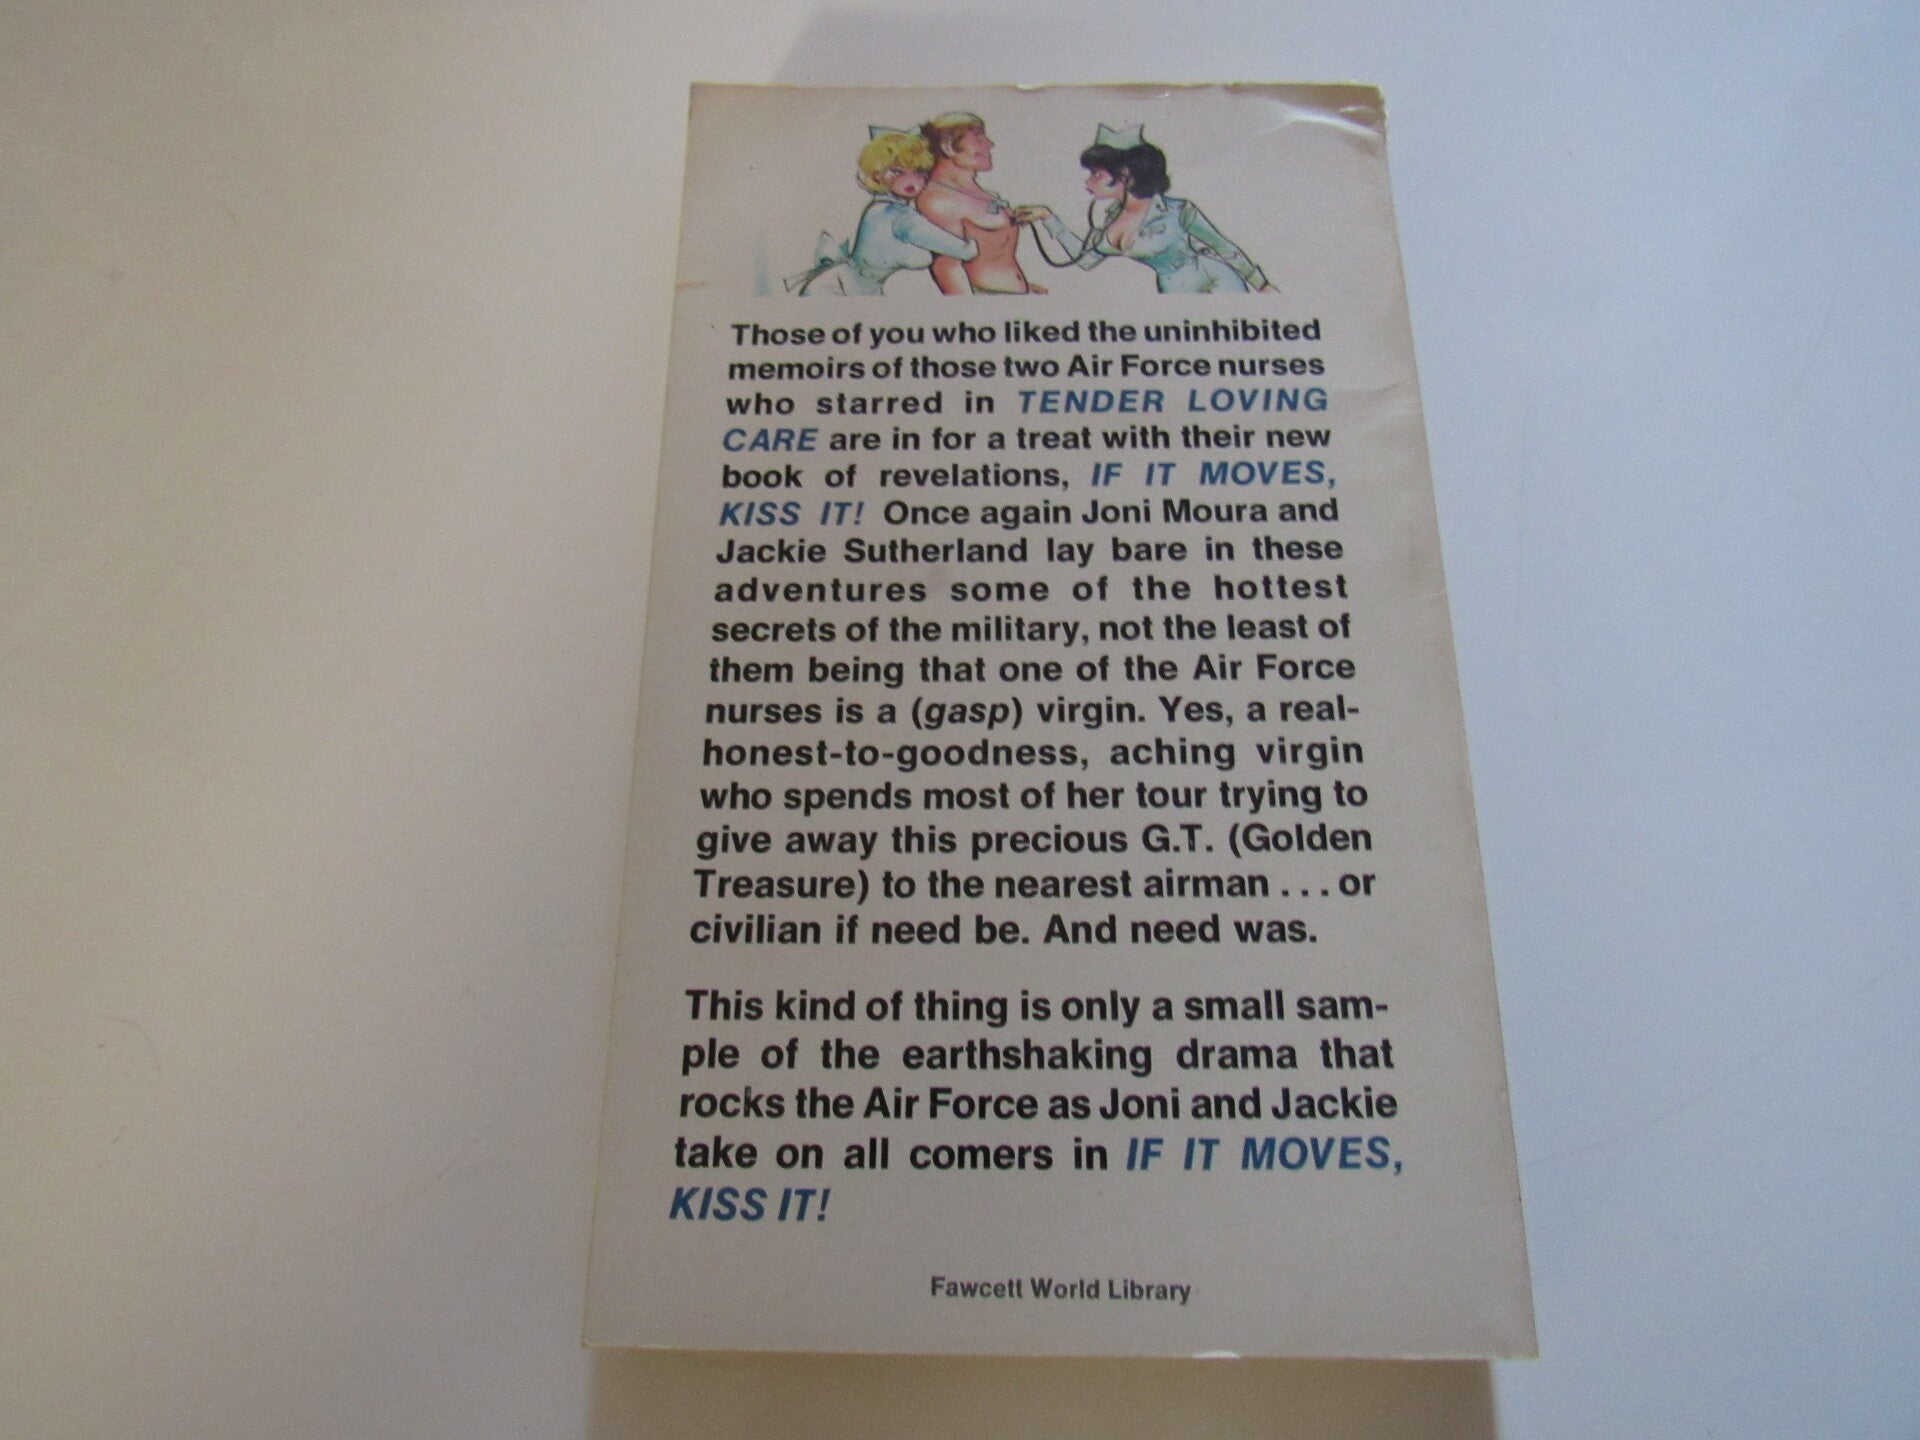 Those of you who liked the uninhibited
memoirs of those two Air Force nurses
who starred in TENDER LOVING
CARE are in for a treat with their new
book of revelations, IF IT MOVES,
KISS IT! Once again Joni Moura and
Jackie Sutherland lay bare in these
adventures some of the hottest
secrets of the military, not the least of
them being that one of the Air Force
nurses is a (gasp) virgin. Yes, a real-
honest-to-goodness, aching virgin
who spends most of her tour trying to
give away this precious G.T. (Golden
Treasure) to the nearest airman . . . or
civilian if need be. And need was.
This kind of thing is only a small sam-
ple of the earthshaking drama that
rocks the Air Force as Joni and Jackie
take on all comers in IF IT MOVES,
KISS IT!
Fawcett World Library